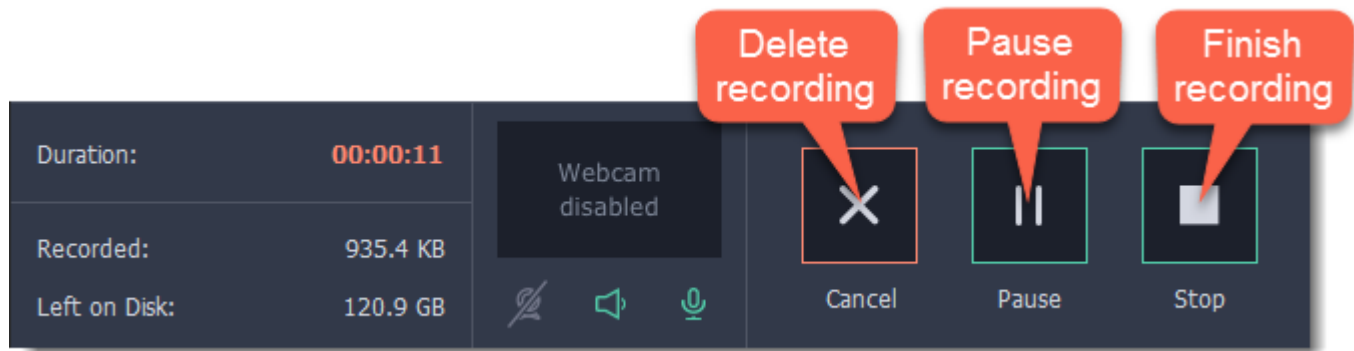 Delete
recording
Pause
recording
Finish
recording
Duration: 00:00:11
Webcam
disabled
Recorded: 935.4 KB
Left on Disk: 120.9 GB
Cancel
Pause
Stop